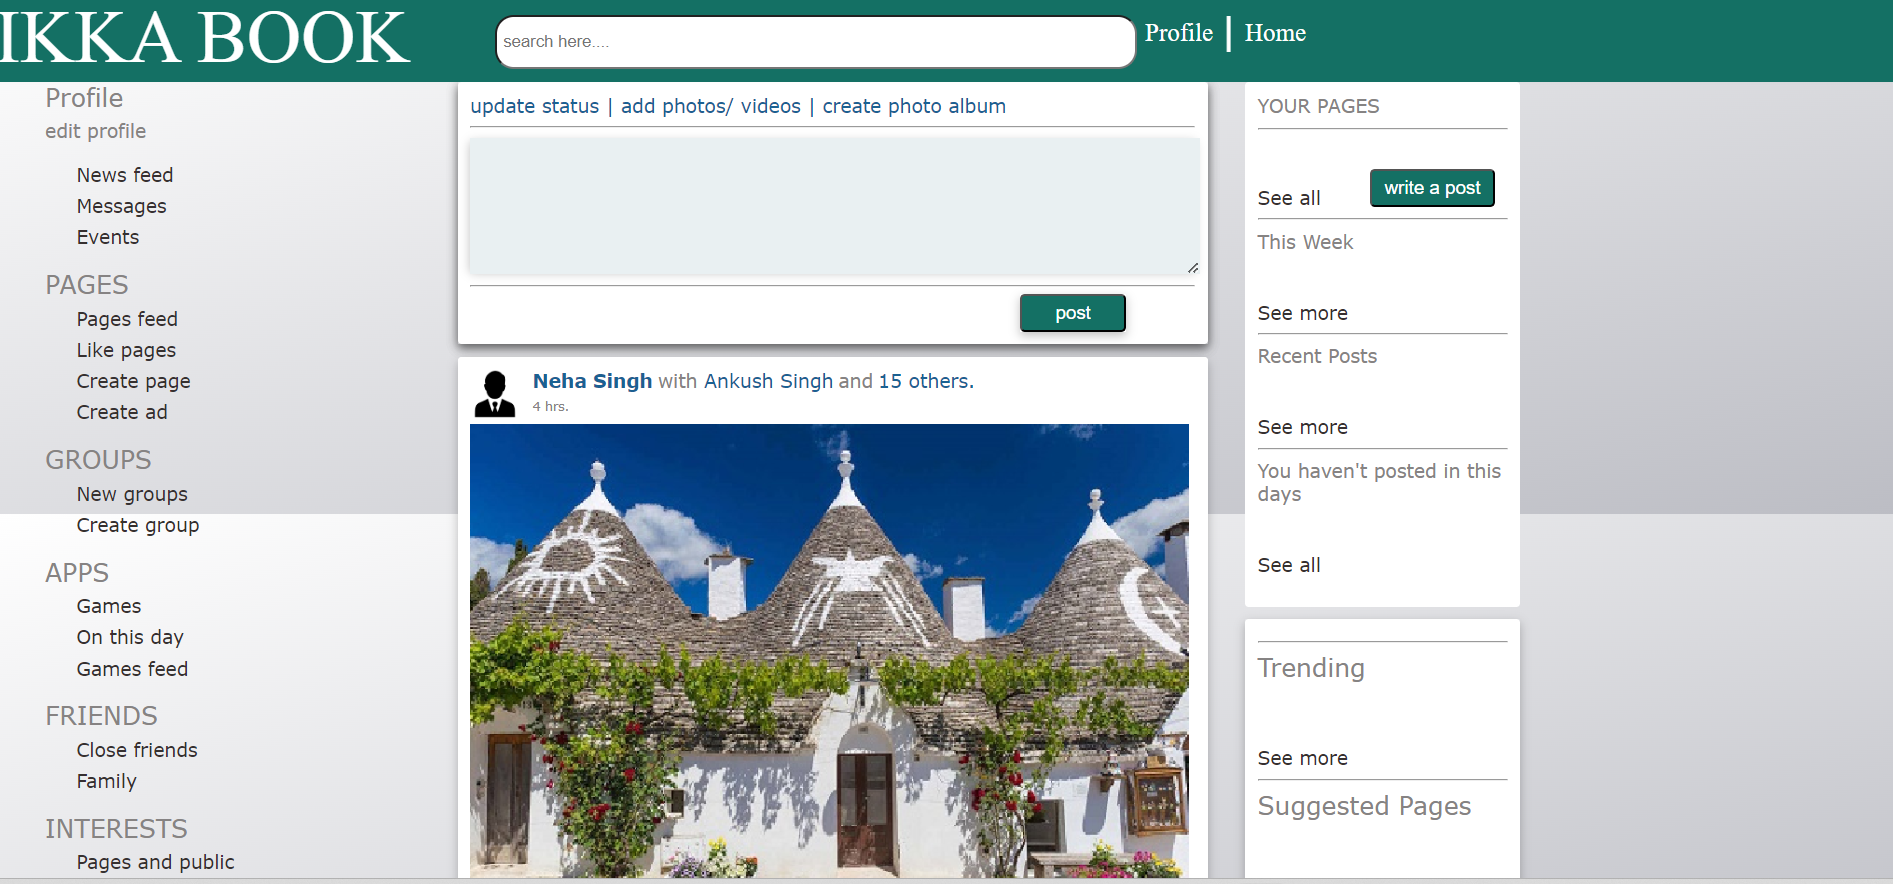 IKKA BOOK
search here....
Profile | Home
Profile
edit profile
News feed
Messages
Events
PAGES
Pages feed
Like pages
Create page
Create ad
GROUPS
New groups
Create group
APPS
Games
On this day
Games feed
FRIENDS
Close friends
Family
INTERESTS
Pages and public
update status | add photos/ videos | create photo album
post
Neha Singh with Ankush Singh and 15 others.
4 hrs.
YOUR PAGES
See all
write a post
This Week
See more
Recent Posts
See more
You haven't posted in this
days
See all
Trending
See more
Suggested Pages